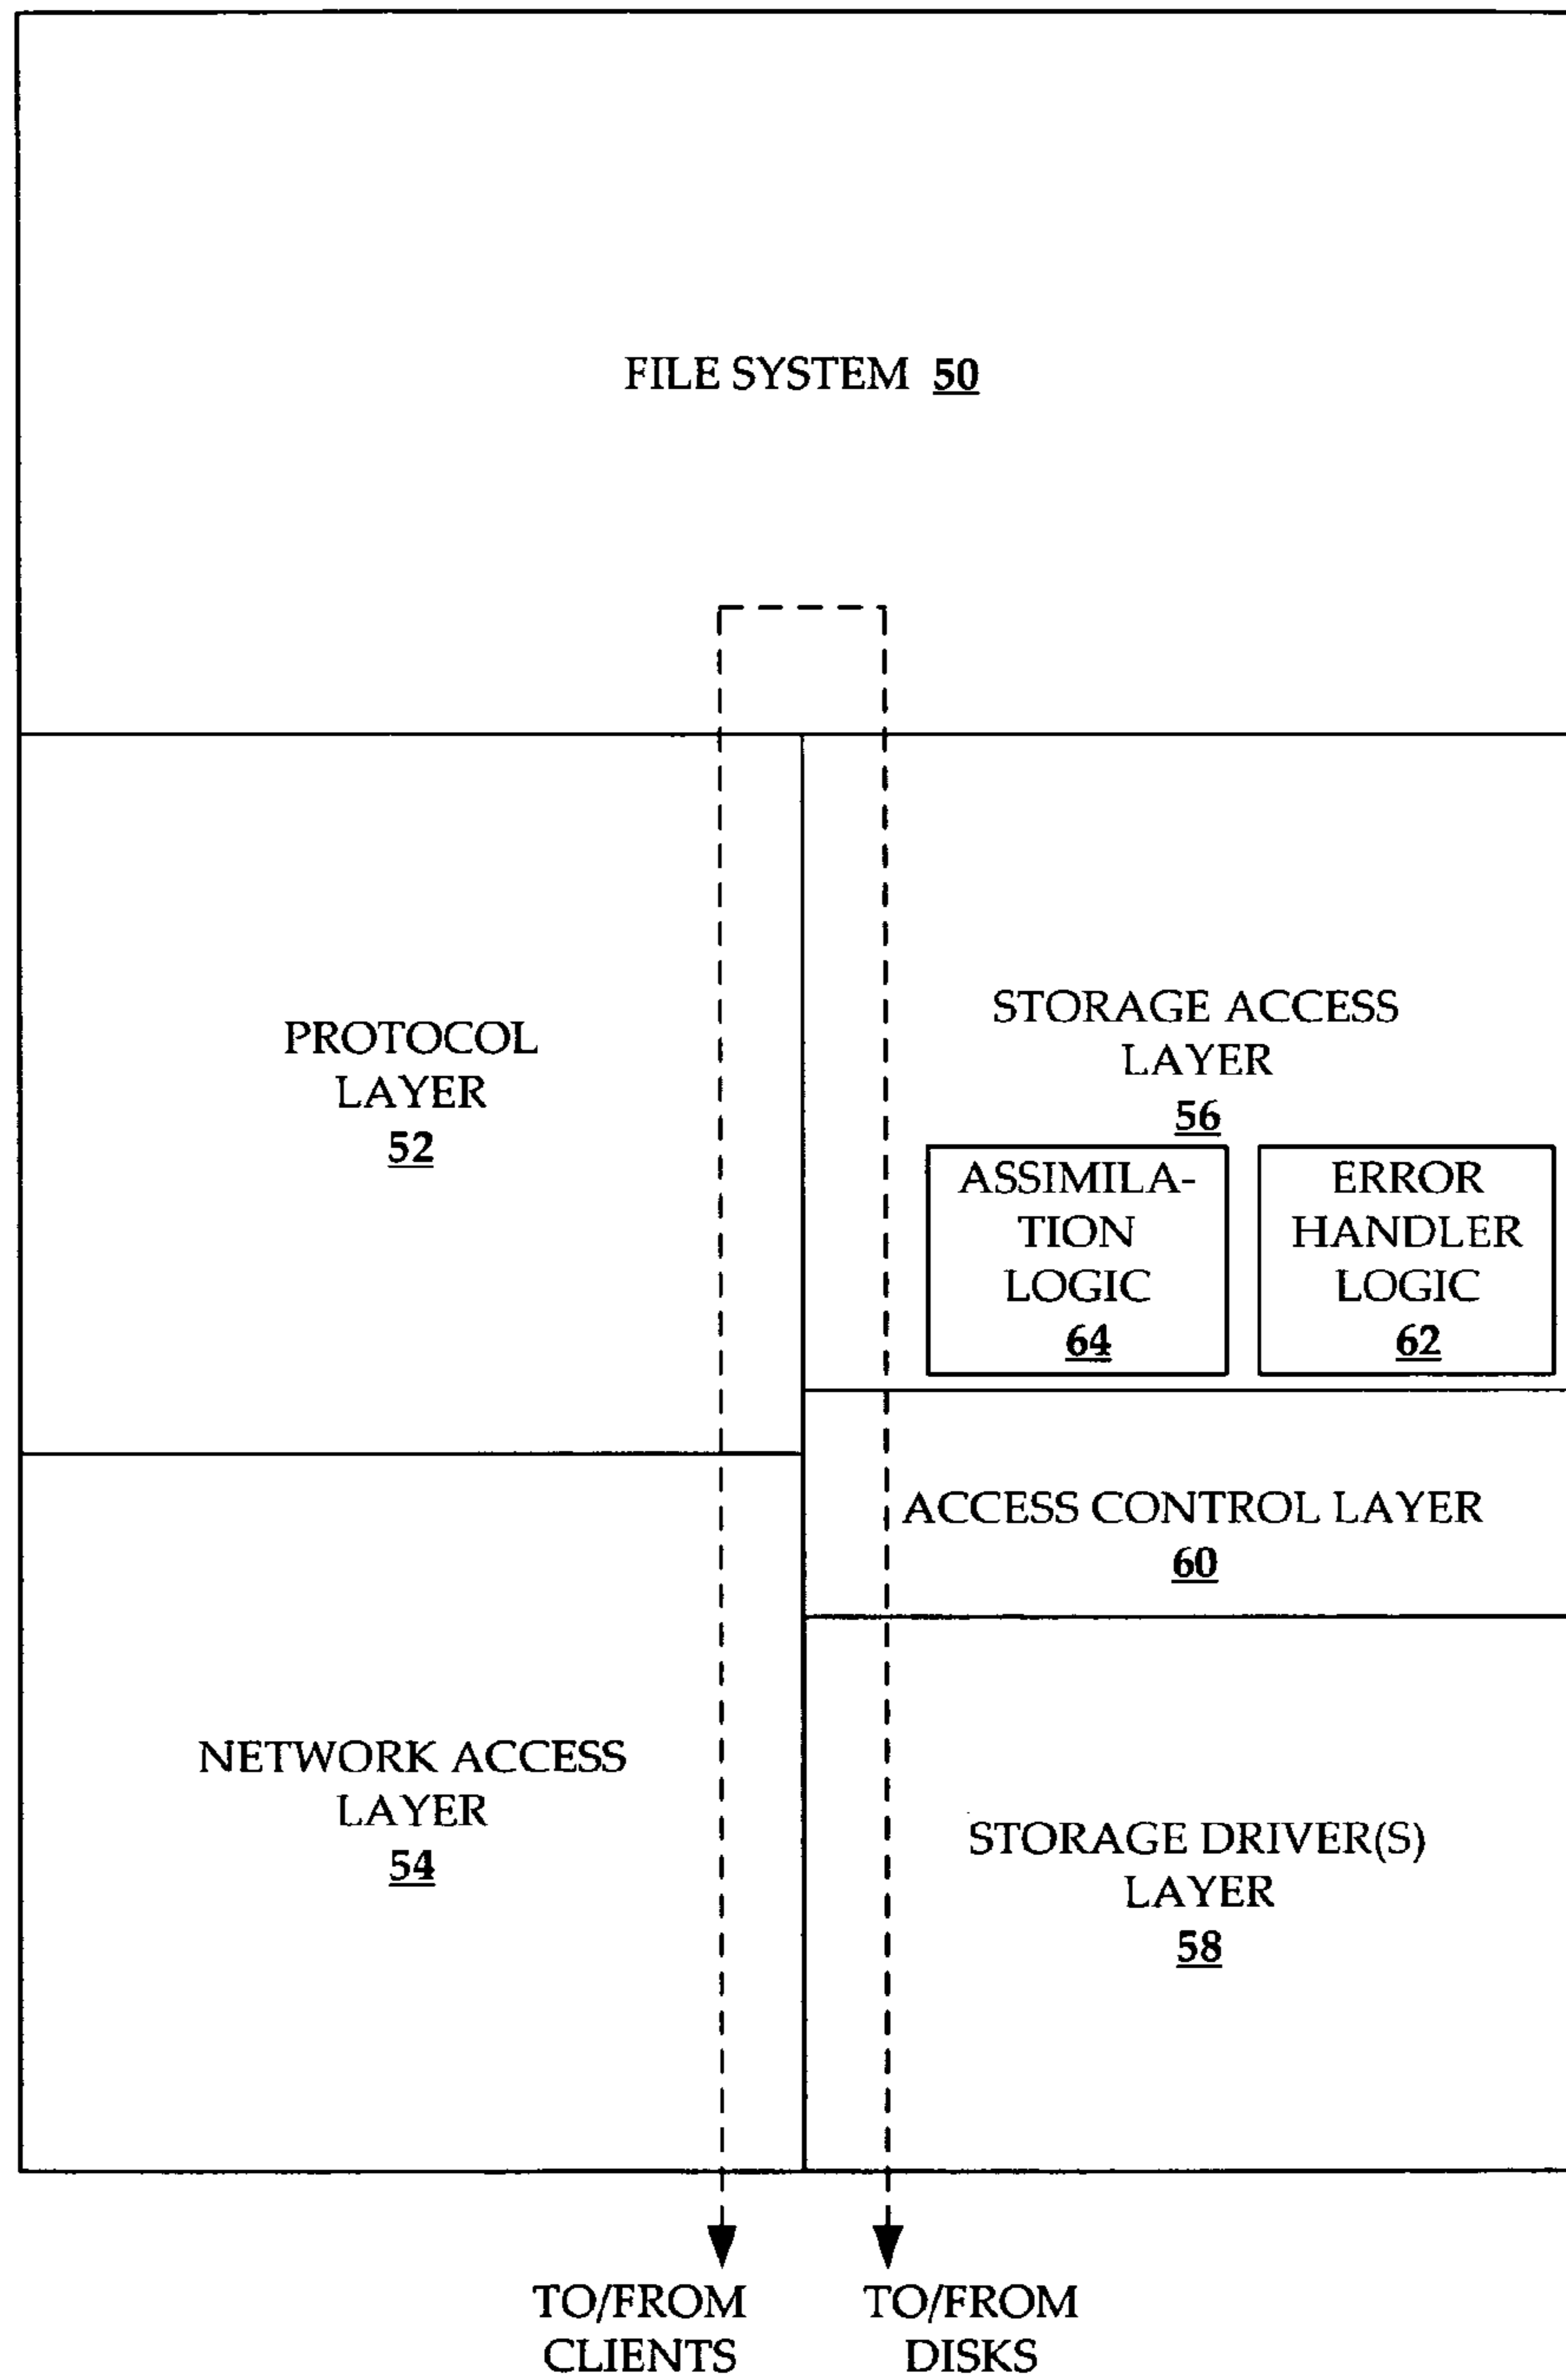 FILE SYSTEM 50
PROTOCOL
LAYER
52
STORAGE ACCESS
LAYER
56
ASSIMILA-
TION
LOGIC
64
ERROR
HANDLER
LOGIC
62
ACCESS CONTROL LAYER
60
NETWORK ACCESS
LAYER
54
STORAGE DRIVER(S)
LAYER
58
TO/FROM
CLIENTS
TO/FROM
DISKS